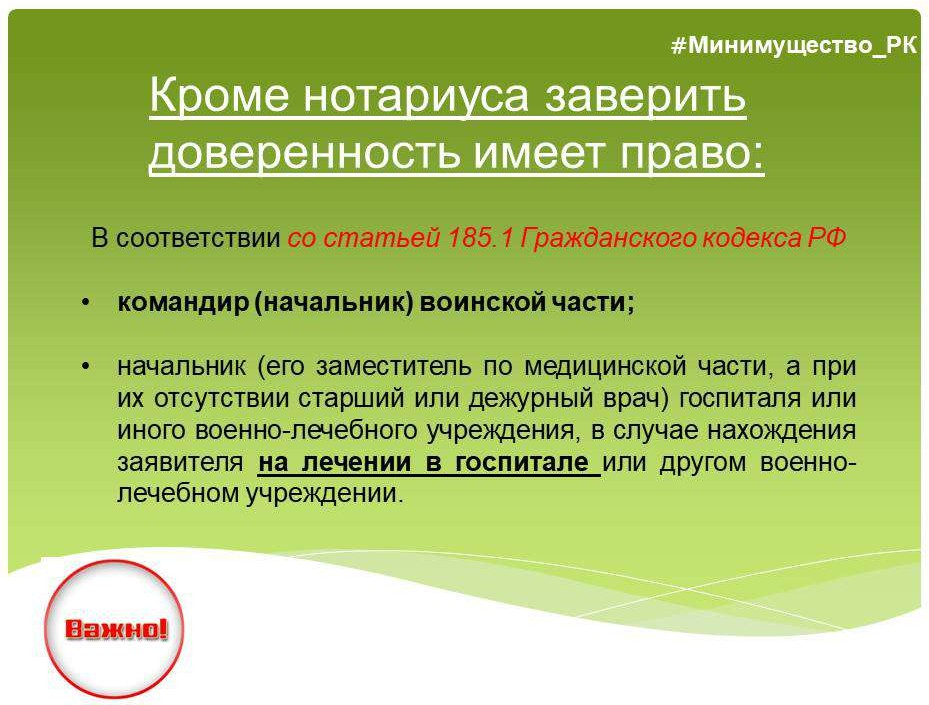 #Минимущество_РК
Кроме нотариуса заверить
доверенность имеет право:
В соответствии со статьей 185.1 Гражданского кодекса РФ
• командир (начальник) воинской части;
• начальник (его заместитель по медицинской части, а при
их отсутствии старший или дежурный врач) госпиталя или
иного военно-лечебного учреждения, в случае нахождения
заявителя на лечении в госпитале или другом военно-
лечебном учреждении.
Важно!